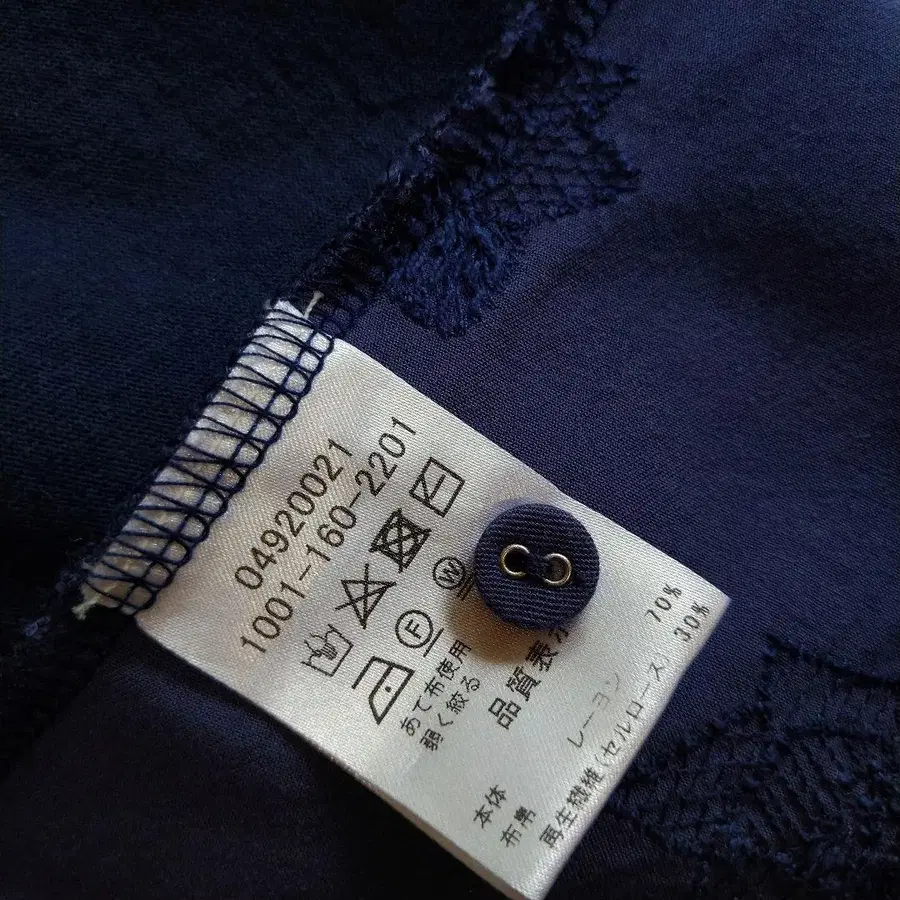 04920021
1001-160-2201
W
F
あて布使用
弱く絞る
品質表示
本体
布帛
レーヨン 70%
再生繊維(セルロース) 30%